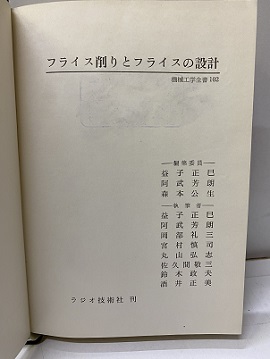 フライス削りとフライスの設計
機械工学全書 102
編集委員
益子正巳
阿武芳朗
森本公生
執筆者
益子正巳
阿武芳朗
岡部礼三
宮村慎司
丸山弘志
佐久間敬三
鈴木政夫
酒井正美
ラジオ技術社 刊